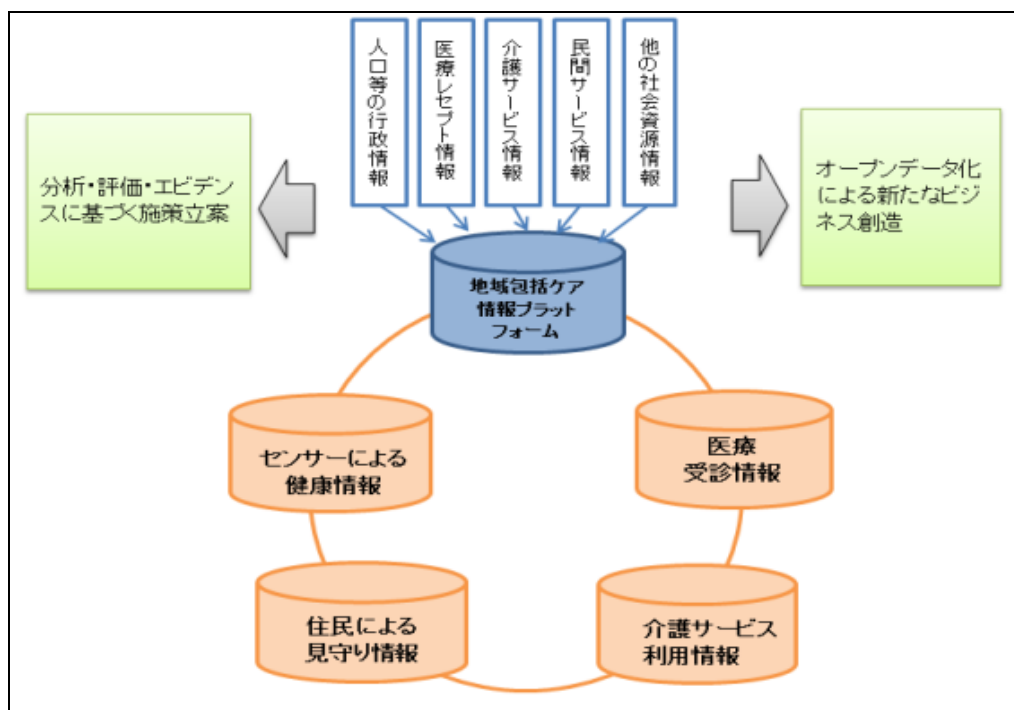 人口等の行政情報
医療レセプト情報
介護サービス情報
民間サービス情報
他の社会資源情報
分析・評価・エビデン
スに基づく施策立案
オープンデータ化
による新たなビジ
ネス創造
地域包括ケア
情報プラット
フォーム
センサーによる
健康情報
医療
受診情報
住民による
見守り情報
介護サービス
利用情報